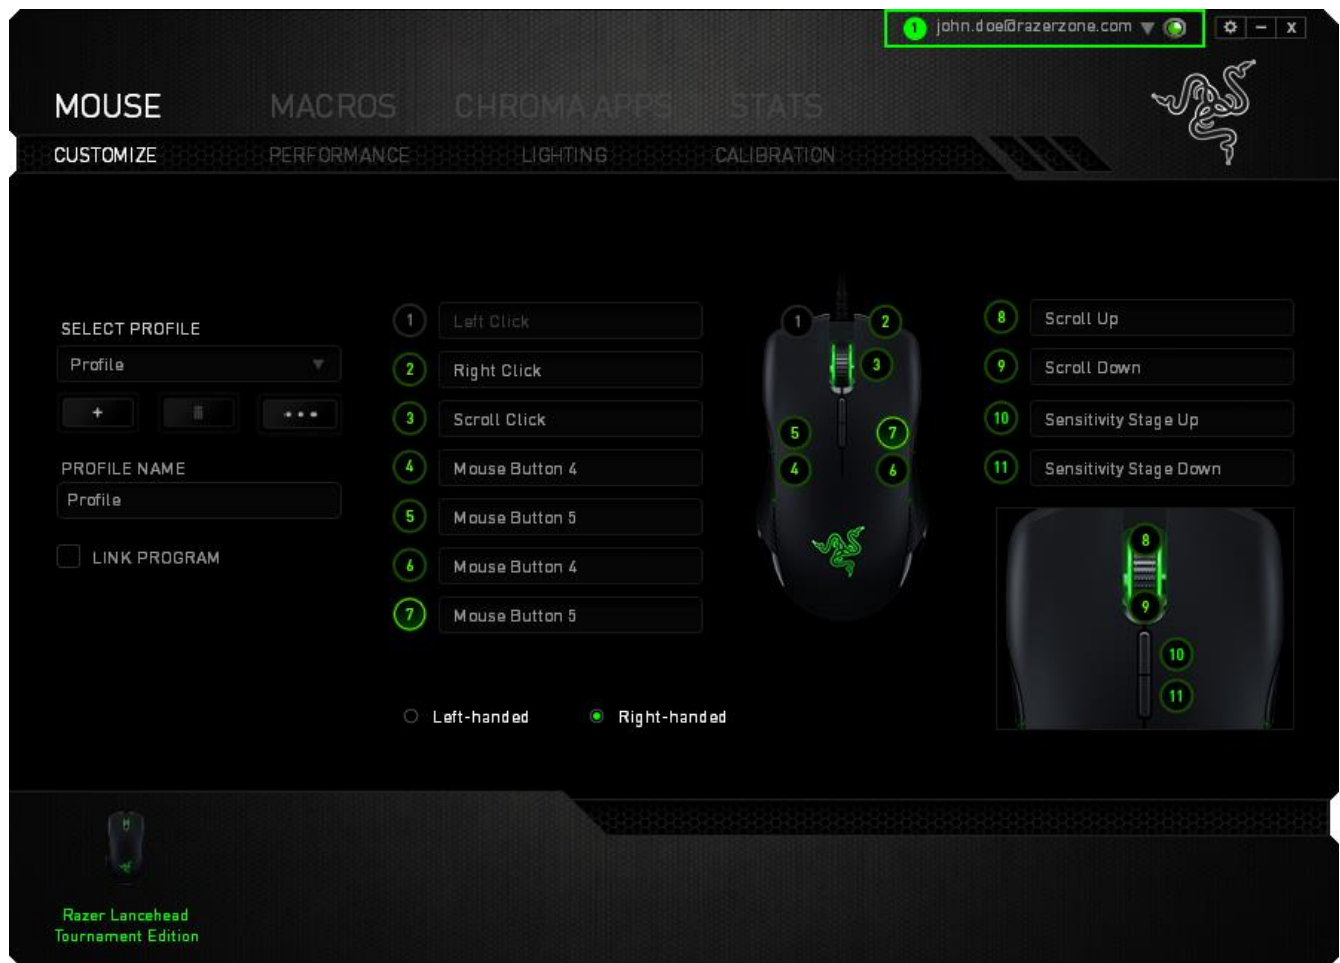 1 john.doe@razerzone.com
x
MOUSE MACROS CHROMA APPS STATS
CUSTOMIZE PERFORMANCE LIGHTING CALIBRATION
SELECT PROFILE
Profile
+
PROFILE NAME
Profile
LINK PROGRAM
1 Left Click
2 Right Click
3 Scroll Click
4 Mouse Button 4
5 Mouse Button 5
6 Mouse Button 4
7 Mouse Button 5
Left-handed Right-handed
1 2
3
5 7
4 6
8 Scroll Up
9 Scroll Down
10 Sensitivity Stage Up
11 Sensitivity Stage Down
8
9
10
11
Razer Lancehead
Tournament Edition